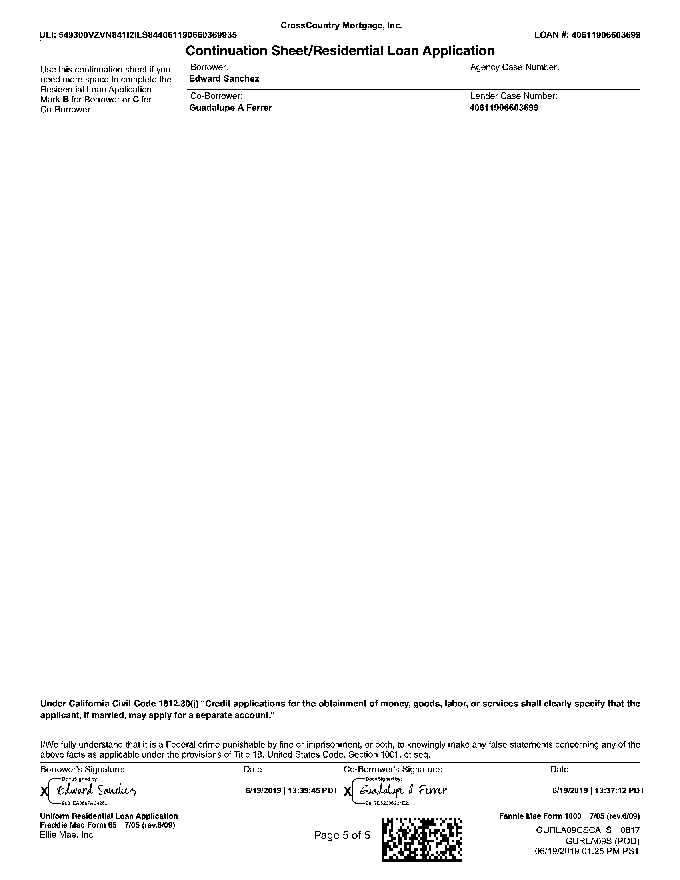 CrossCountry Mortgage, Inc.
LOAN #: 40611906603699
Continuation Sheet/Residential Loan Application
Use this continuation sheet if you
need more space to complete the
Residential Loan Application.
Mark B for Borrower or C for
Co-Borrower.
Borrower:
Edward Sanchez
Agency Case Number:
Co-Borrower:
Guadalupe A Ferrer
Lender Case Number:
40611906603699
Under California Civil Code 1812.30(j) "Credit applications for the obtainment of money, goods, labor, or services shall clearly specify that the
applicant, if married, may apply for a separate account."
I/We fully understand that it is a Federal crime punishable by fine or imprisonment, or both, to knowingly make any false statements concerning any of the
above facts as applicable under the provisions of Title 18, United States Code, Section 1001, et seq.
Borrower's Signature Date Co-Borrower's Signature Date
DocuSigned by: DocuSigned by:
X Edward Sanchez 6/19/2019 | 13:39:45 PDT X Guadalupe A Ferrer 6/19/2019 | 13:37:12 PDT
Uniform Residential Loan Application
Freddie Mac Form 65 7/05 (rev.6/09)
Ellie Mae, Inc.
Page 5 of 5
Fannie Mae Form 1003 7/05 (rev.6/09)
GURLA09S (POD)
06/19/2019 01:25 PM PST